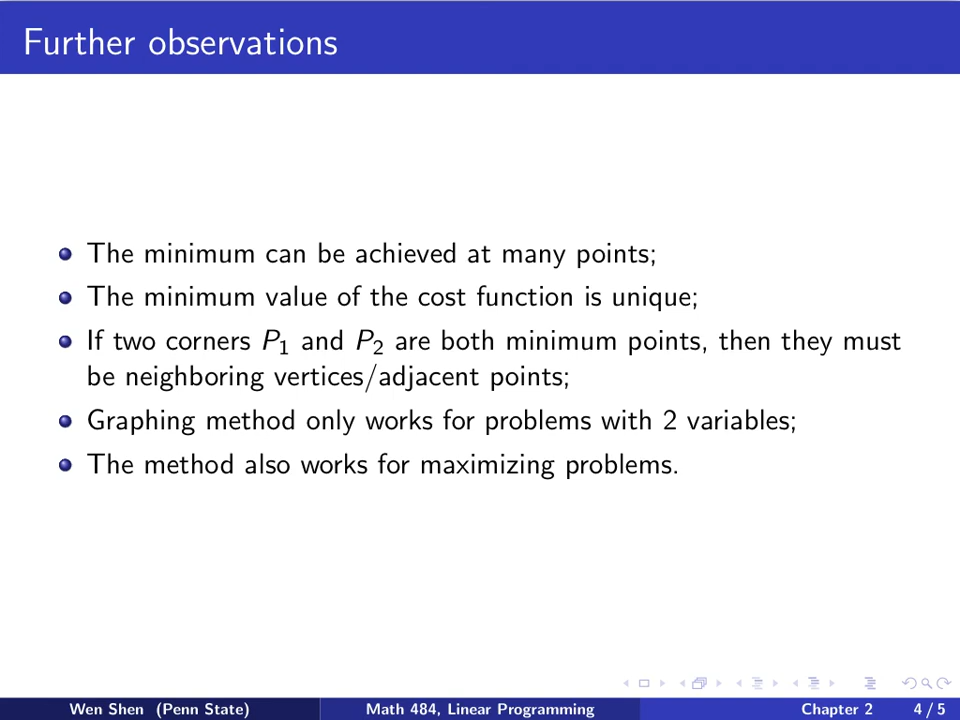 Further observations
The minimum can be achieved at many points;
The minimum value of the cost function is unique;
If two corners P1 and P2 are both minimum points, then they must
be neighboring vertices/adjacent points;
Graphing method only works for problems with 2 variables;
The method also works for maximizing problems.
Wen Shen (Penn State) Math 484, Linear Programming Chapter 2 4 / 5